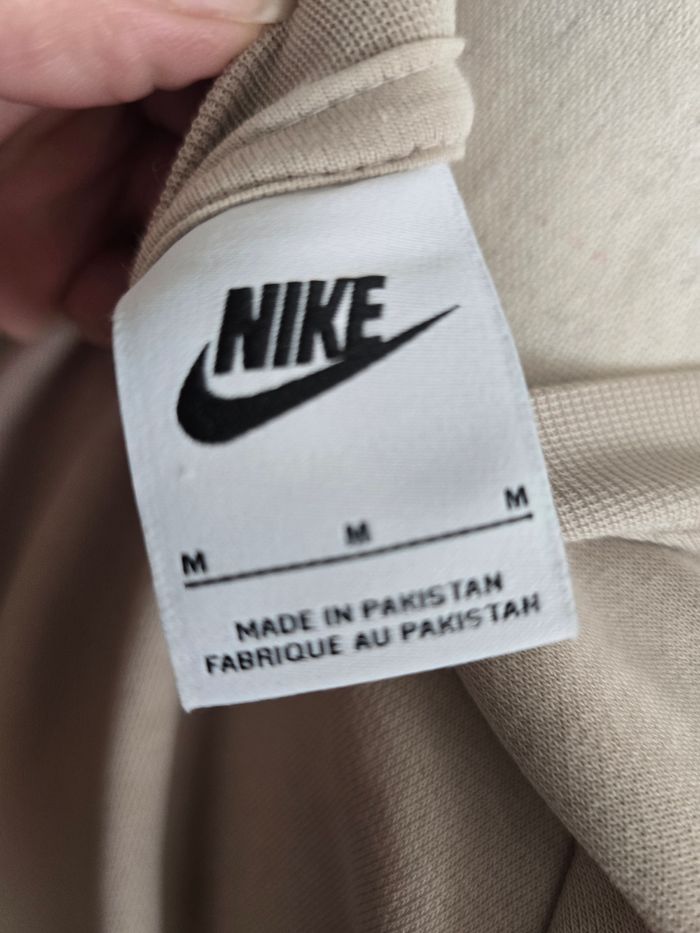 NIKE
M M M
MADE IN PAKISTAN
FABRIQUE AU PAKISTAN